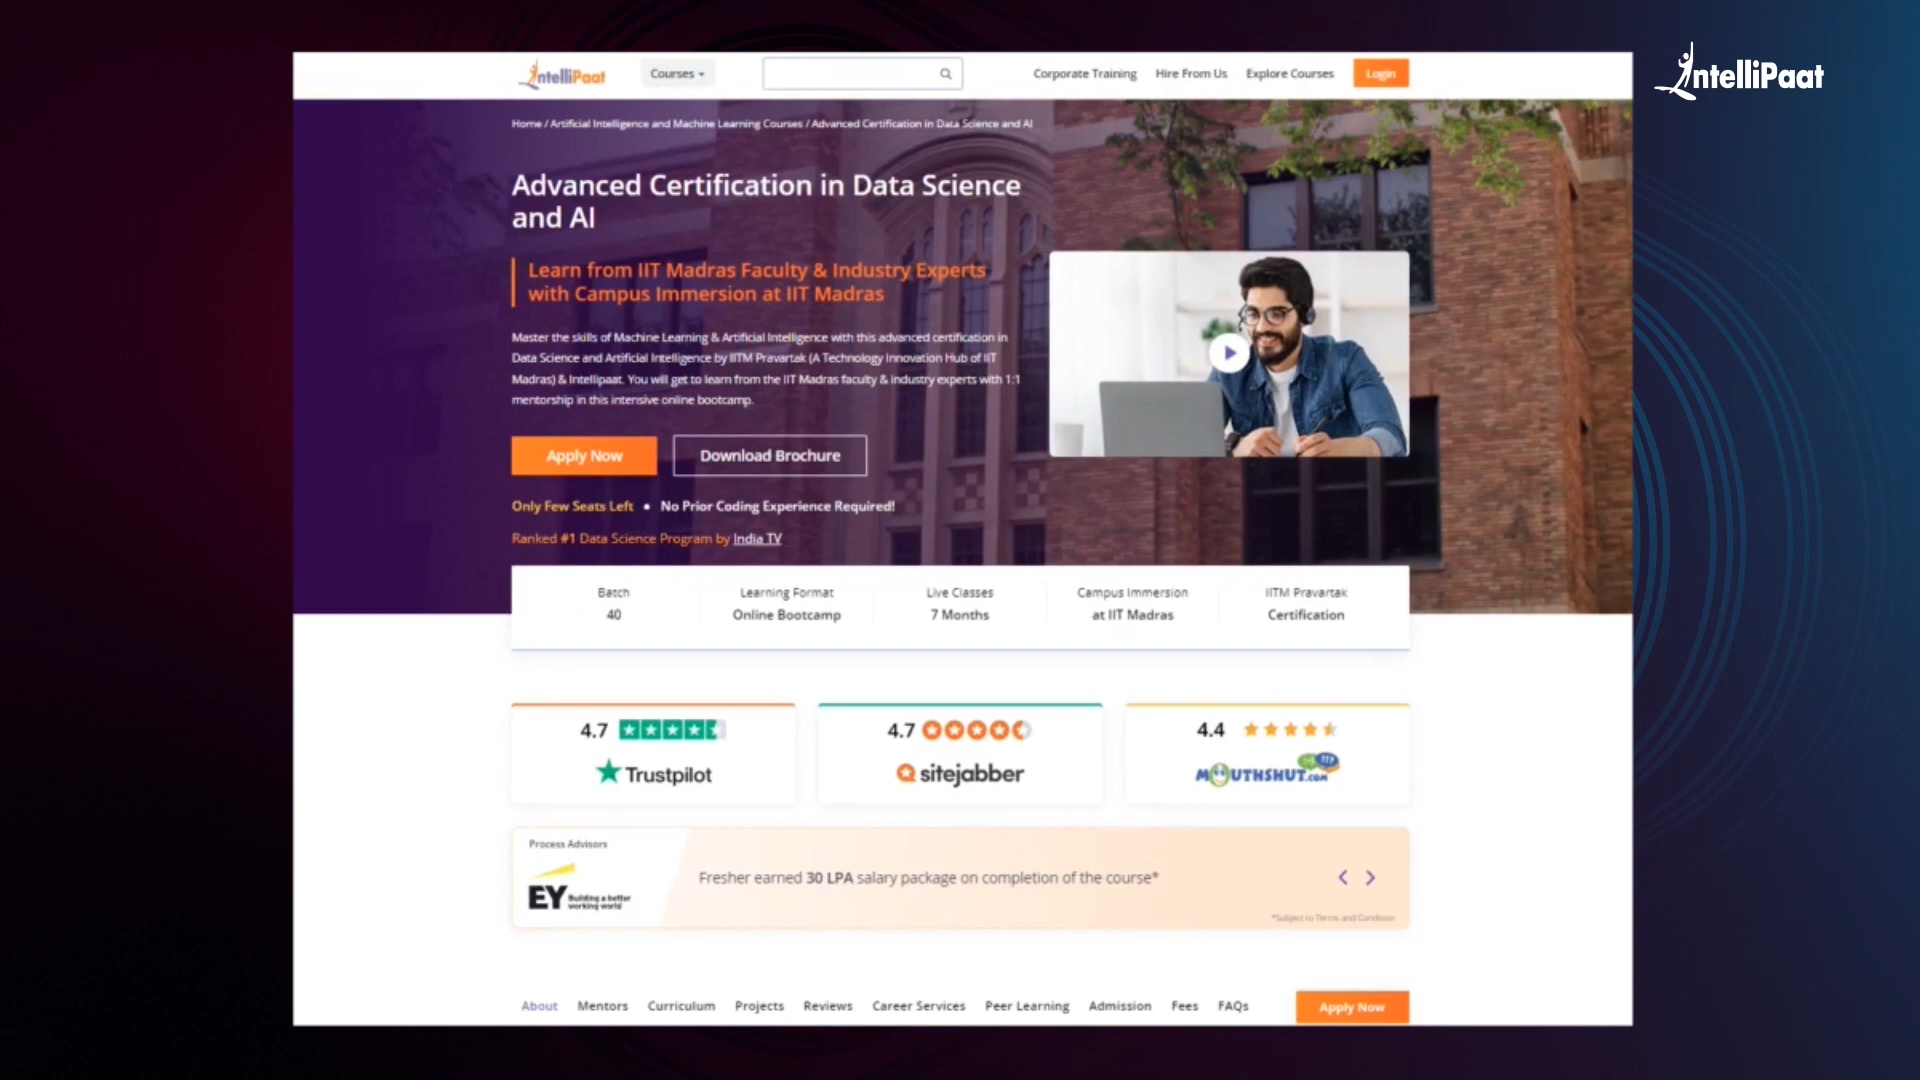 IntelliPaat
Courses
Corporate Training
Hire From Us
Explore Courses
Login
IntelliPaat
Home / Artificial Intelligence and Machine Learning Courses / Advanced Certification in Data Science and AI
Advanced Certification in Data Science
and AI
Learn from IIT Madras Faculty & Industry Experts
with Campus Immersion at IIT Madras
Master the skills of Machine Learning & Artificial Intelligence with this advanced certification in
Data Science and Artificial Intelligence by IITM Pravartak (A Technology Innovation Hub of IIT
Madras) & Intellipaat. You will get to learn from the IIT Madras faculty & industry experts with 1:1
mentorship in this intensive online bootcamp.
Apply Now
Download Brochure
Only Few Seats Left • No Prior Coding Experience Required!
Ranked #1 Data Science Program by India TV
Batch
40
Learning Format
Online Bootcamp
Live Classes
7 Months
Campus Immersion
at IIT Madras
IITM Pravartak
Certification
4.7
Trustpilot
4.7
sitejabber
4.4
MOUTHSHUT.COM
Process Advisors
EY
Building a better
working world
Fresher earned 30 LPA salary package on completion of the course*
*Subject to Terms and Condition
About
Mentors
Curriculum
Projects
Reviews
Career Services
Peer Learning
Admission
Fees
FAQs
Apply Now